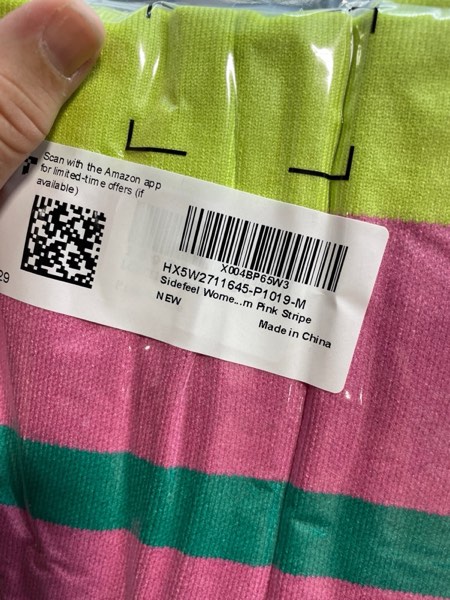 Scan with the Amazon app
for limited-time offers (if
available)
29
X004BP65W3
HX5W2711645-P1019-M
Sidefeel Wome...m Pink Stripe
NEW
Made in China